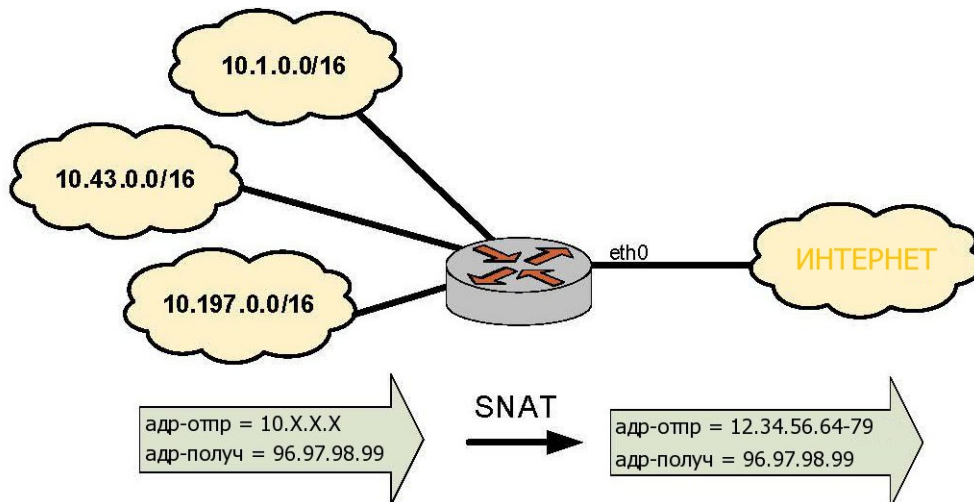 10.1.0.0/16
10.43.0.0/16
10.197.0.0/16
eth0
ИНТЕРНЕТ
адр-отпр = 10.X.X.X
адр-получ = 96.97.98.99
SNAT
адр-отпр = 12.34.56.64-79
адр-получ = 96.97.98.99